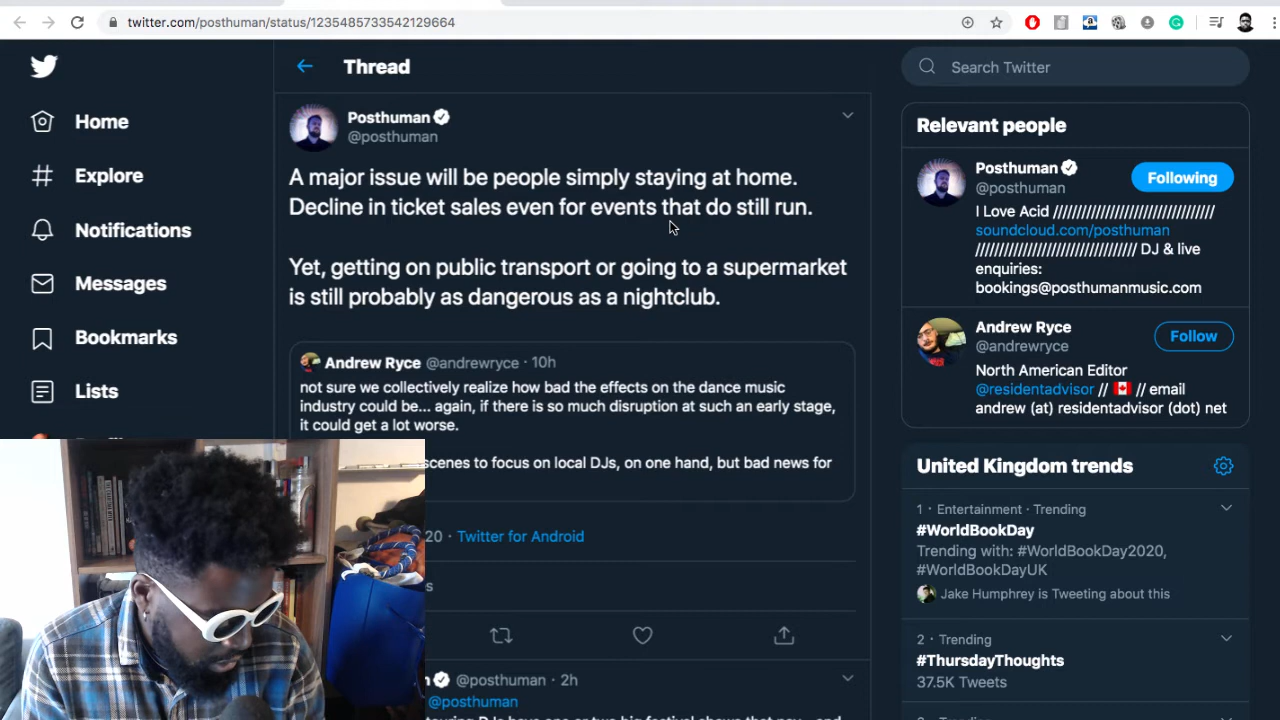 twitter.com/posthuman/status/1235485733542129664
Home
Explore
Notifications
Messages
Bookmarks
Lists
Thread
Posthuman
@posthuman
A major issue will be people simply staying at home.
Decline in ticket sales even for events that do still run.
Yet, getting on public transport or going to a supermarket
is still probably as dangerous as a nightclub.
Andrew Ryce @andrewryce · 10h
not sure we collectively realize how bad the effects on the dance music
industry could be... again, if there is so much disruption at such an early stage,
it could get a lot worse.
scenes to focus on local DJs, on one hand, but bad news for
20 · Twitter for Android
@posthuman · 2h
@posthuman
Search Twitter
Relevant people
Posthuman
Following
@posthuman
I Love Acid //////////////////////////////////
soundcloud.com/posthuman
////////////////////////////////// DJ & live
enquiries:
bookings@posthumanmusic.com
Andrew Ryce
Follow
@andrewryce
North American Editor
@residentadvisor // 🇨🇦 // email
andrew (at) residentadvisor (dot) net
United Kingdom trends
1 · Entertainment · Trending
#WorldBookDay
Trending with: #WorldBookDay2020,
#WorldBookDayUK
Jake Humphrey is Tweeting about this
2 · Trending
#ThursdayThoughts
37.5K Tweets